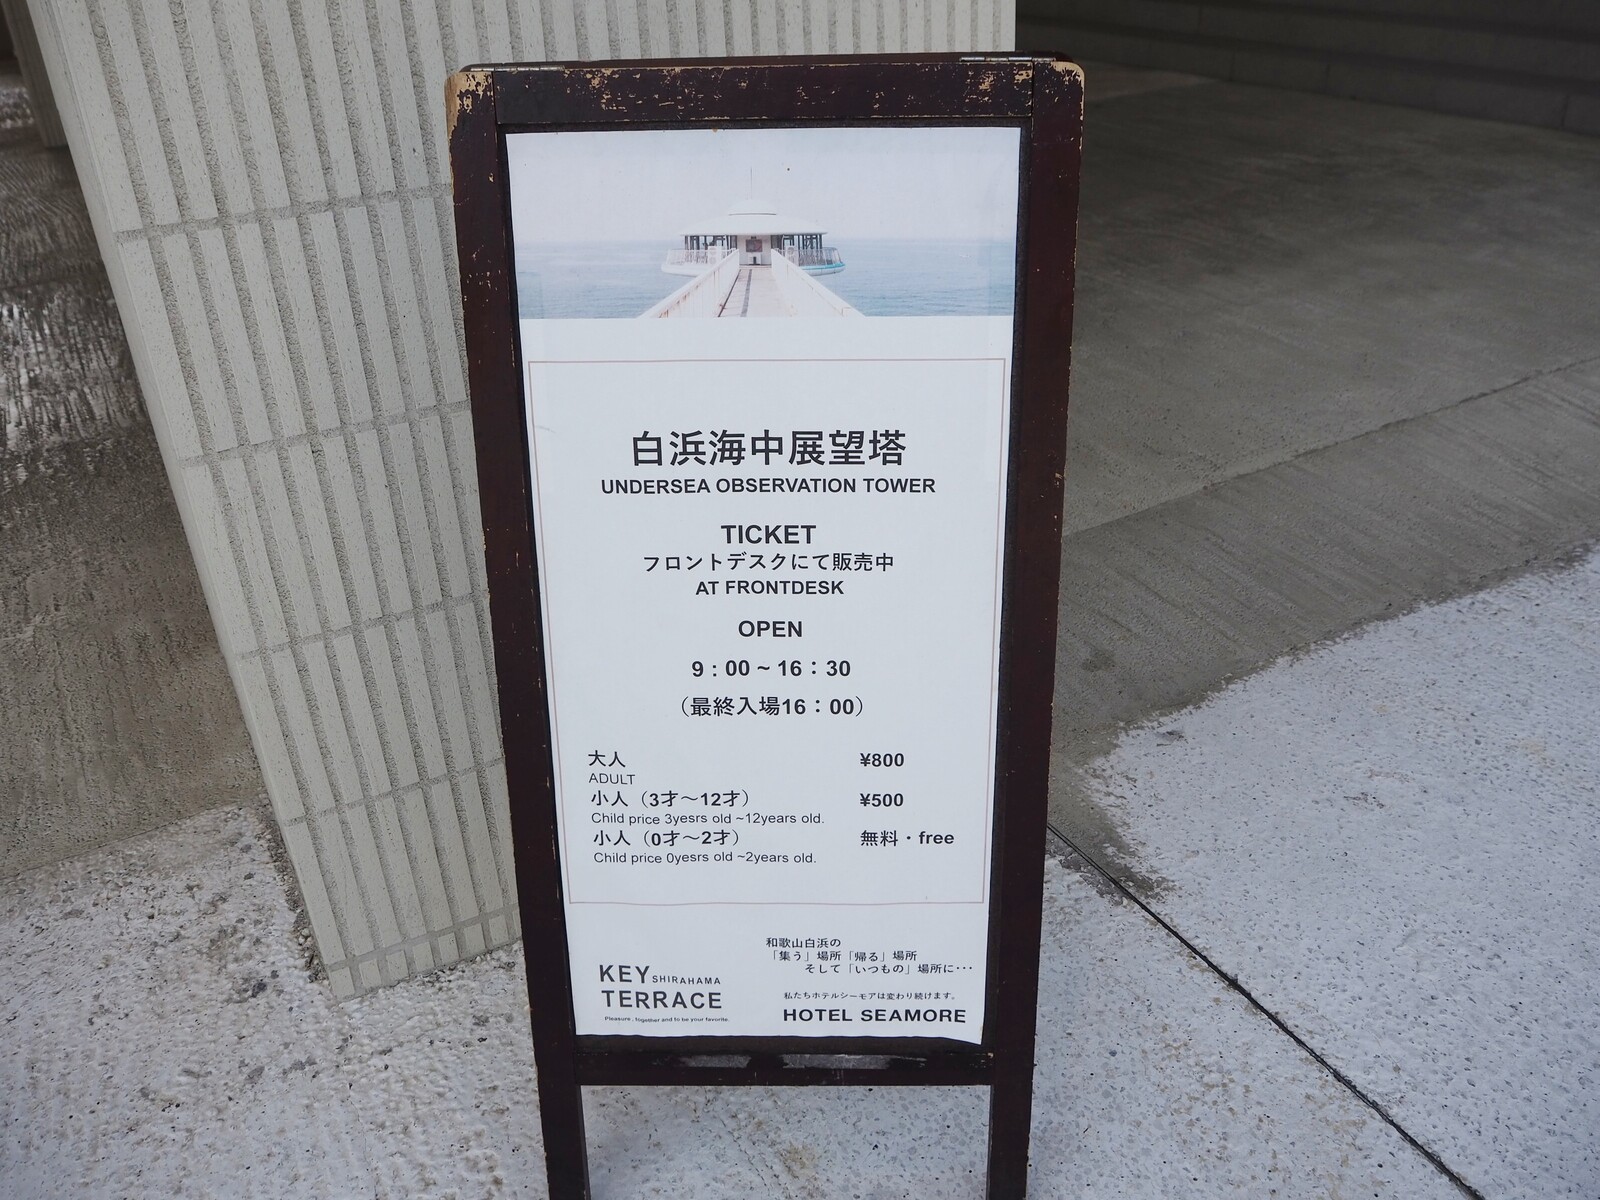 白浜海中展望塔
UNDERSEA OBSERVATION TOWER
TICKET
フロントデスクにて販売中
AT FRONTDESK
OPEN
9：00 ~ 16：30
（最終入場16：00）
大人 ¥800
ADULT
小人（3才～12才） ¥500
Child price 3yesrs old ~12years old.
小人（0才～2才） 無料・free
Child price 0yesrs old ~2years old.
KEY SHIRAHAMA
TERRACE
Pleasure, together and to be your favorite.
和歌山白浜の
「集う」場所「帰る」場所
そして「いつもの」場所に･･･
私たちホテルシーモアは変わり続けます。
HOTEL SEAMORE